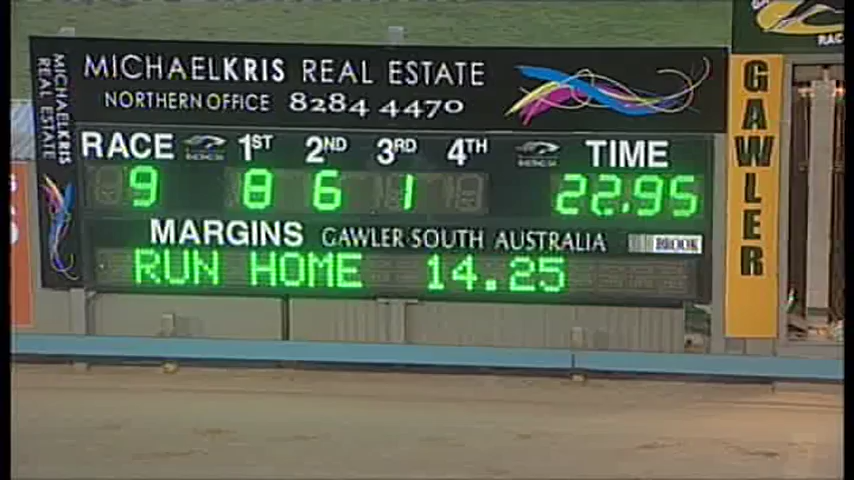 MICHAELKRIS REAL ESTATE
NORTHERN OFFICE 8284 4470
MICHAELKRIS
REAL ESTATE
RACE 1ST 2ND 3RD 4TH TIME
9 8 6 1 22.95
MARGINS GAWLER SOUTH AUSTRALIA BROOK
RUN HOME 14.25
GAWLER